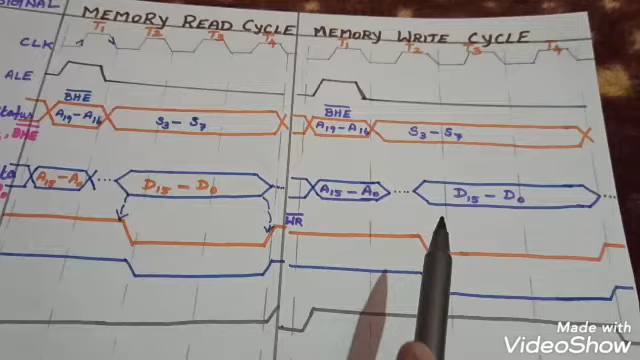 SIGNAL MEMORY READ CYCLE MEMORY WRITE CYCLE
CLK T1 T2 T3 T4 T1 T2 T3 T4
ALE
BHE BHE
A19-A16 S3-S7 A19-A16 S3-S7
BHE
A15-A0 D15-D0 A15-A0 D15-D0
WR
Made with
VideoShow